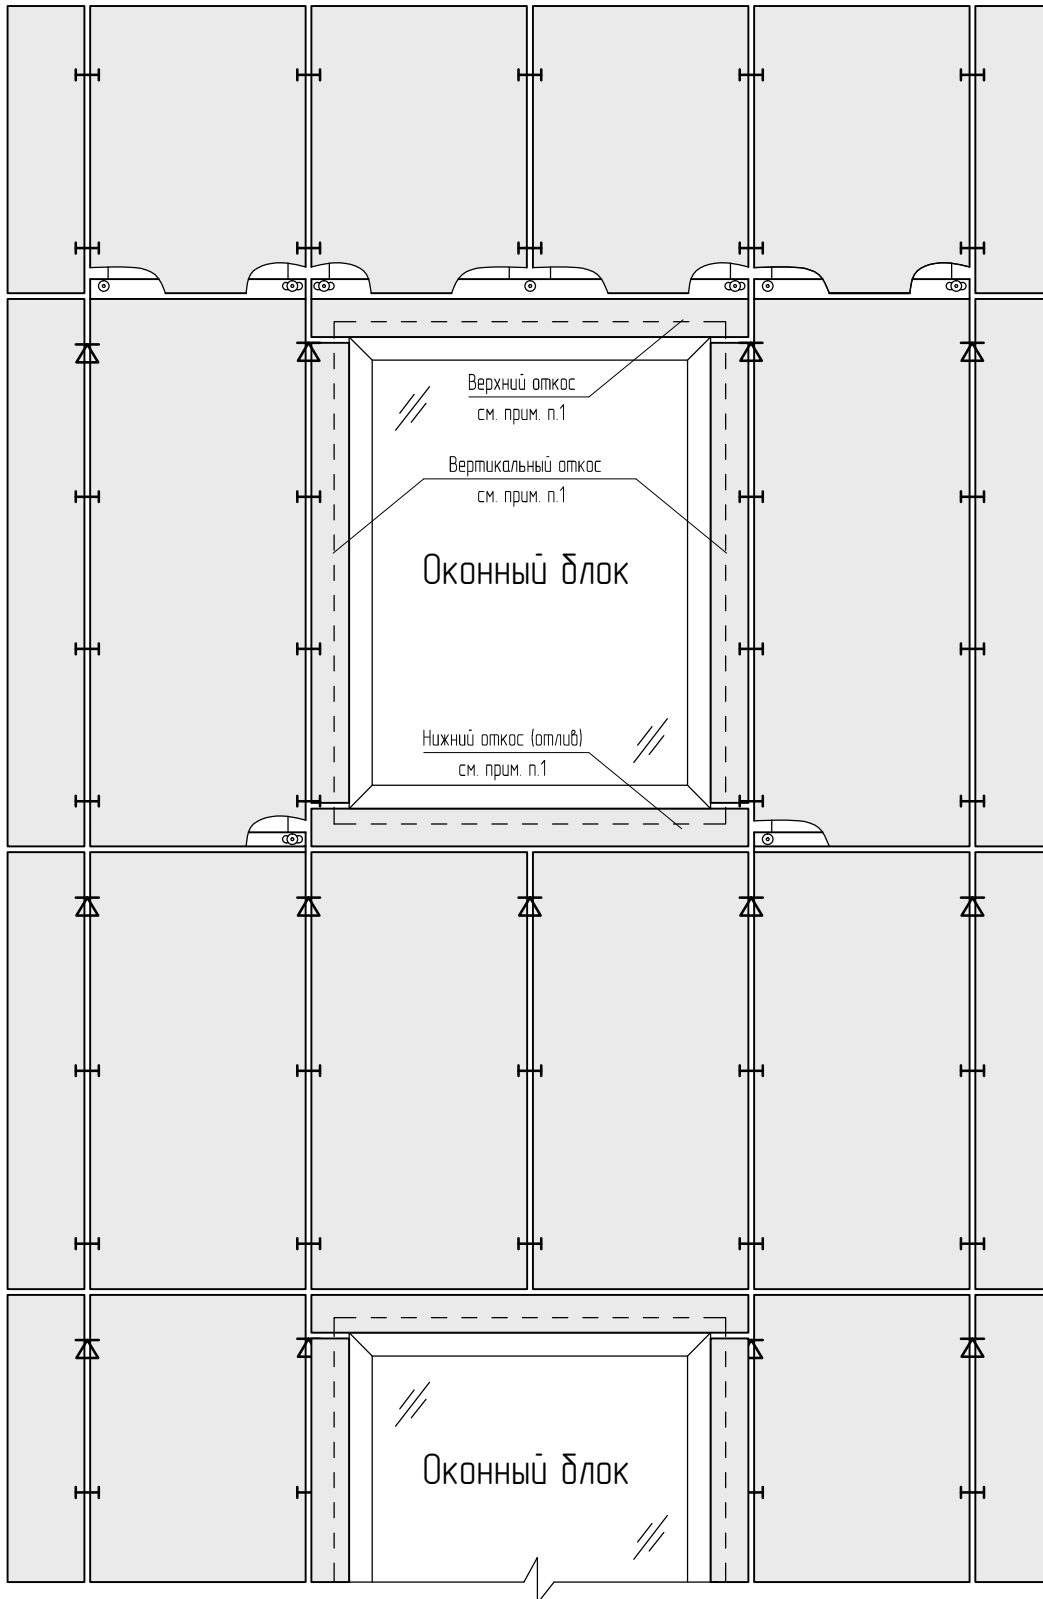 Верхний откос
см. прим. п.1
Вертикальный откос
см. прим. п.1
Оконный блок
Нижний откос (отлив)
см. прим. п.1
Оконный блок